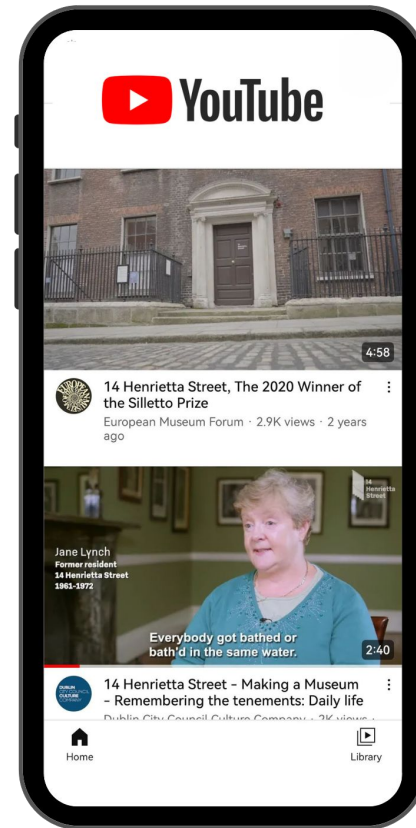 YouTube
4:58
14 Henrietta Street, The 2020 Winner of
the Silletto Prize
European Museum Forum · 2.9K views · 2 years
ago
14
Henrietta
Street
Jane Lynch
Former resident
14 Henrietta Street
1961-1972
Everybody got bathed or
bath'd in the same water.
2:40
14 Henrietta Street - Making a Museum
- Remembering the tenements: Daily life
Dublin City Council Culture Company · 2K views ·
Home
Library